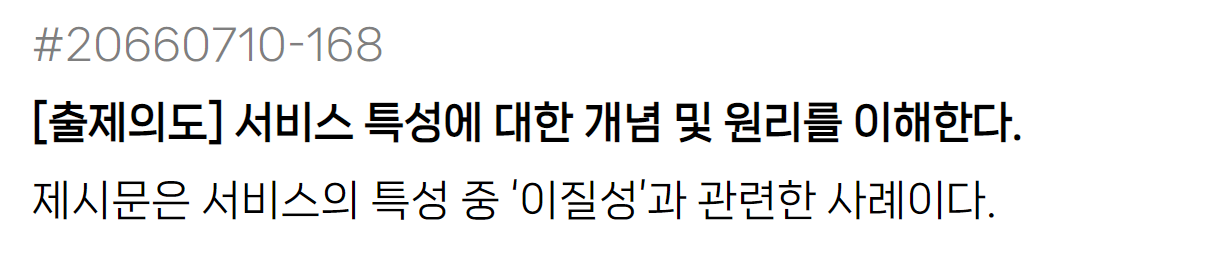 #20660710-168
[출제의도] 서비스 특성에 대한 개념 및 원리를 이해한다.
제시문은 서비스의 특성 중 '이질성'과 관련한 사례이다.